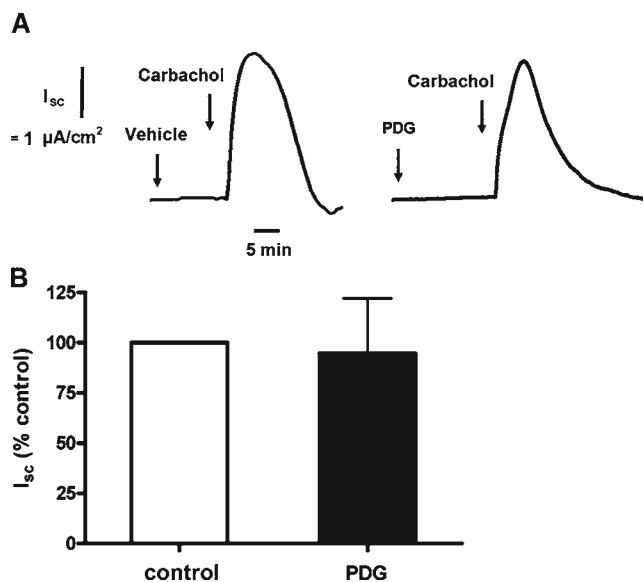 A
Isc
= 1 µA/cm²
Vehicle
Carbachol
PDG
Carbachol
5 min
B
Isc (% control)
125
100
75
50
25
0
control
PDG